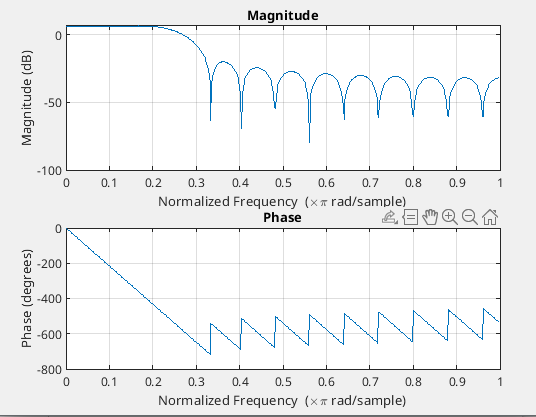 Magnitude
0
-50
-100
Magnitude (dB)
0 0.1 0.2 0.3 0.4 0.5 0.6 0.7 0.8 0.9 1
Normalized Frequency (×π rad/sample)
Phase
0
-200
-400
-600
-800
Phase (degrees)
0 0.1 0.2 0.3 0.4 0.5 0.6 0.7 0.8 0.9 1
Normalized Frequency (×π rad/sample)